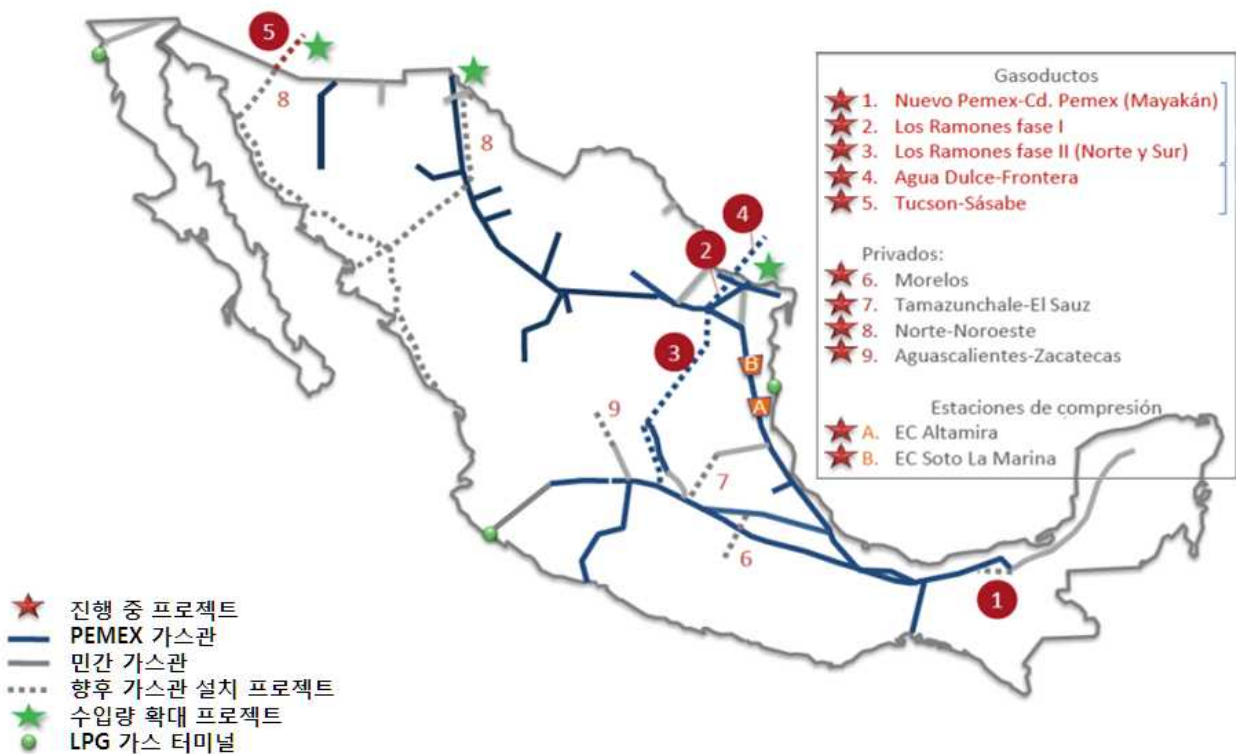 5
8
8
4
2
3
B
A
9
7
6
1
Gasoductos
1. Nuevo Pemex-Cd. Pemex (Mayakán)
2. Los Ramones fase I
3. Los Ramones fase II (Norte y Sur)
4. Agua Dulce-Frontera
5. Tucson-Sásabe
Privados:
6. Morelos
7. Tamazunchale-El Sauz
8. Norte-Noroeste
9. Aguascalientes-Zacatecas
Estaciones de compresión
A. EC Altamira
B. EC Soto La Marina
진행 중 프로젝트
PEMEX 가스관
민간 가스관
향후 가스관 설치 프로젝트
수입량 확대 프로젝트
LPG 가스 터미널